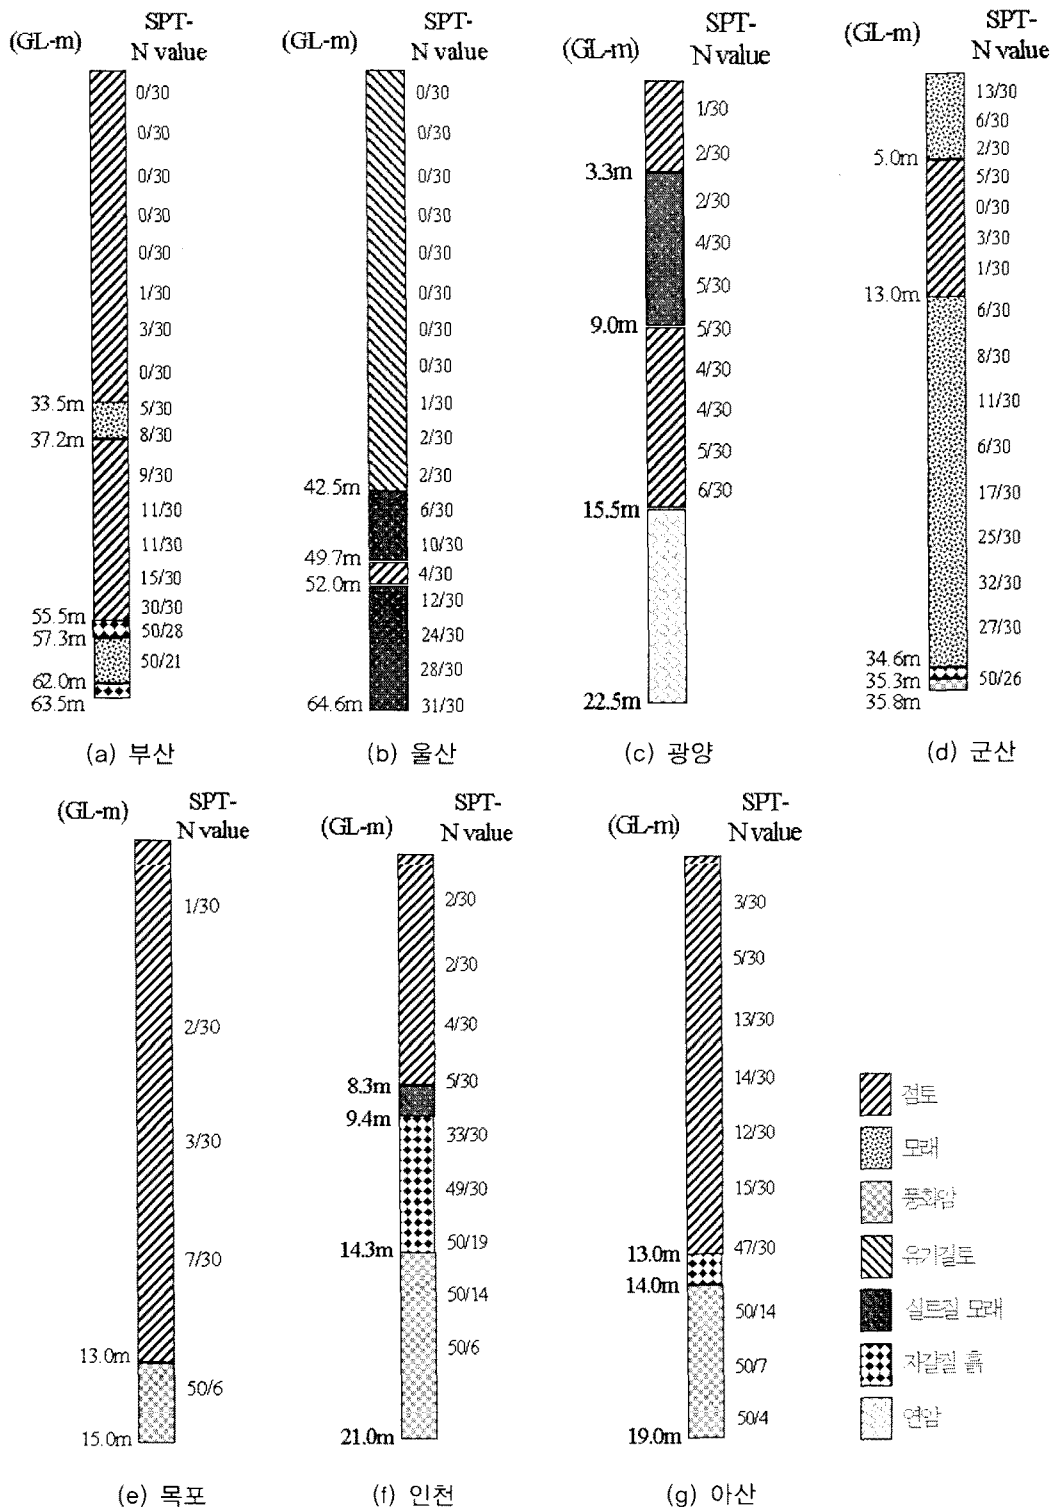 (GL-m)
SPT-
N value
0/30
0/30
0/30
0/30
0/30
1/30
3/30
0/30
33.5m
5/30
37.2m
8/30
9/30
11/30
11/30
15/30
30/30
55.5m
50/28
57.3m
50/21
62.0m
63.5m
(a) 부산
(GL-m)
SPT-
N value
0/30
0/30
0/30
0/30
0/30
0/30
0/30
0/30
1/30
2/30
2/30
42.5m
6/30
10/30
49.7m
4/30
52.0m
12/30
24/30
28/30
64.6m
31/30
(b) 울산
(GL-m)
SPT-
N value
1/30
2/30
3.3m
2/30
4/30
5/30
9.0m
5/30
4/30
4/30
5/30
6/30
15.5m
22.5m
(c) 광양
(GL-m)
SPT-
N value
13/30
6/30
2/30
5.0m
5/30
0/30
3/30
1/30
13.0m
6/30
8/30
11/30
6/30
17/30
25/30
32/30
27/30
34.6m
35.3m
50/26
35.8m
(d) 군산
(GL-m)
SPT-
N value
1/30
2/30
3/30
7/30
13.0m
50/6
15.0m
(e) 목포
(GL-m)
SPT-
N value
2/30
2/30
4/30
5/30
8.3m
9.4m
33/30
49/30
50/19
14.3m
50/14
50/6
21.0m
(f) 인천
(GL-m)
SPT-
N value
3/30
5/30
13/30
14/30
12/30
15/30
47/30
13.0m
14.0m
50/14
50/7
50/4
19.0m
(g) 아산
점토
모래
풍화암
유기질토
실트질 모래
자갈질 흙
연암